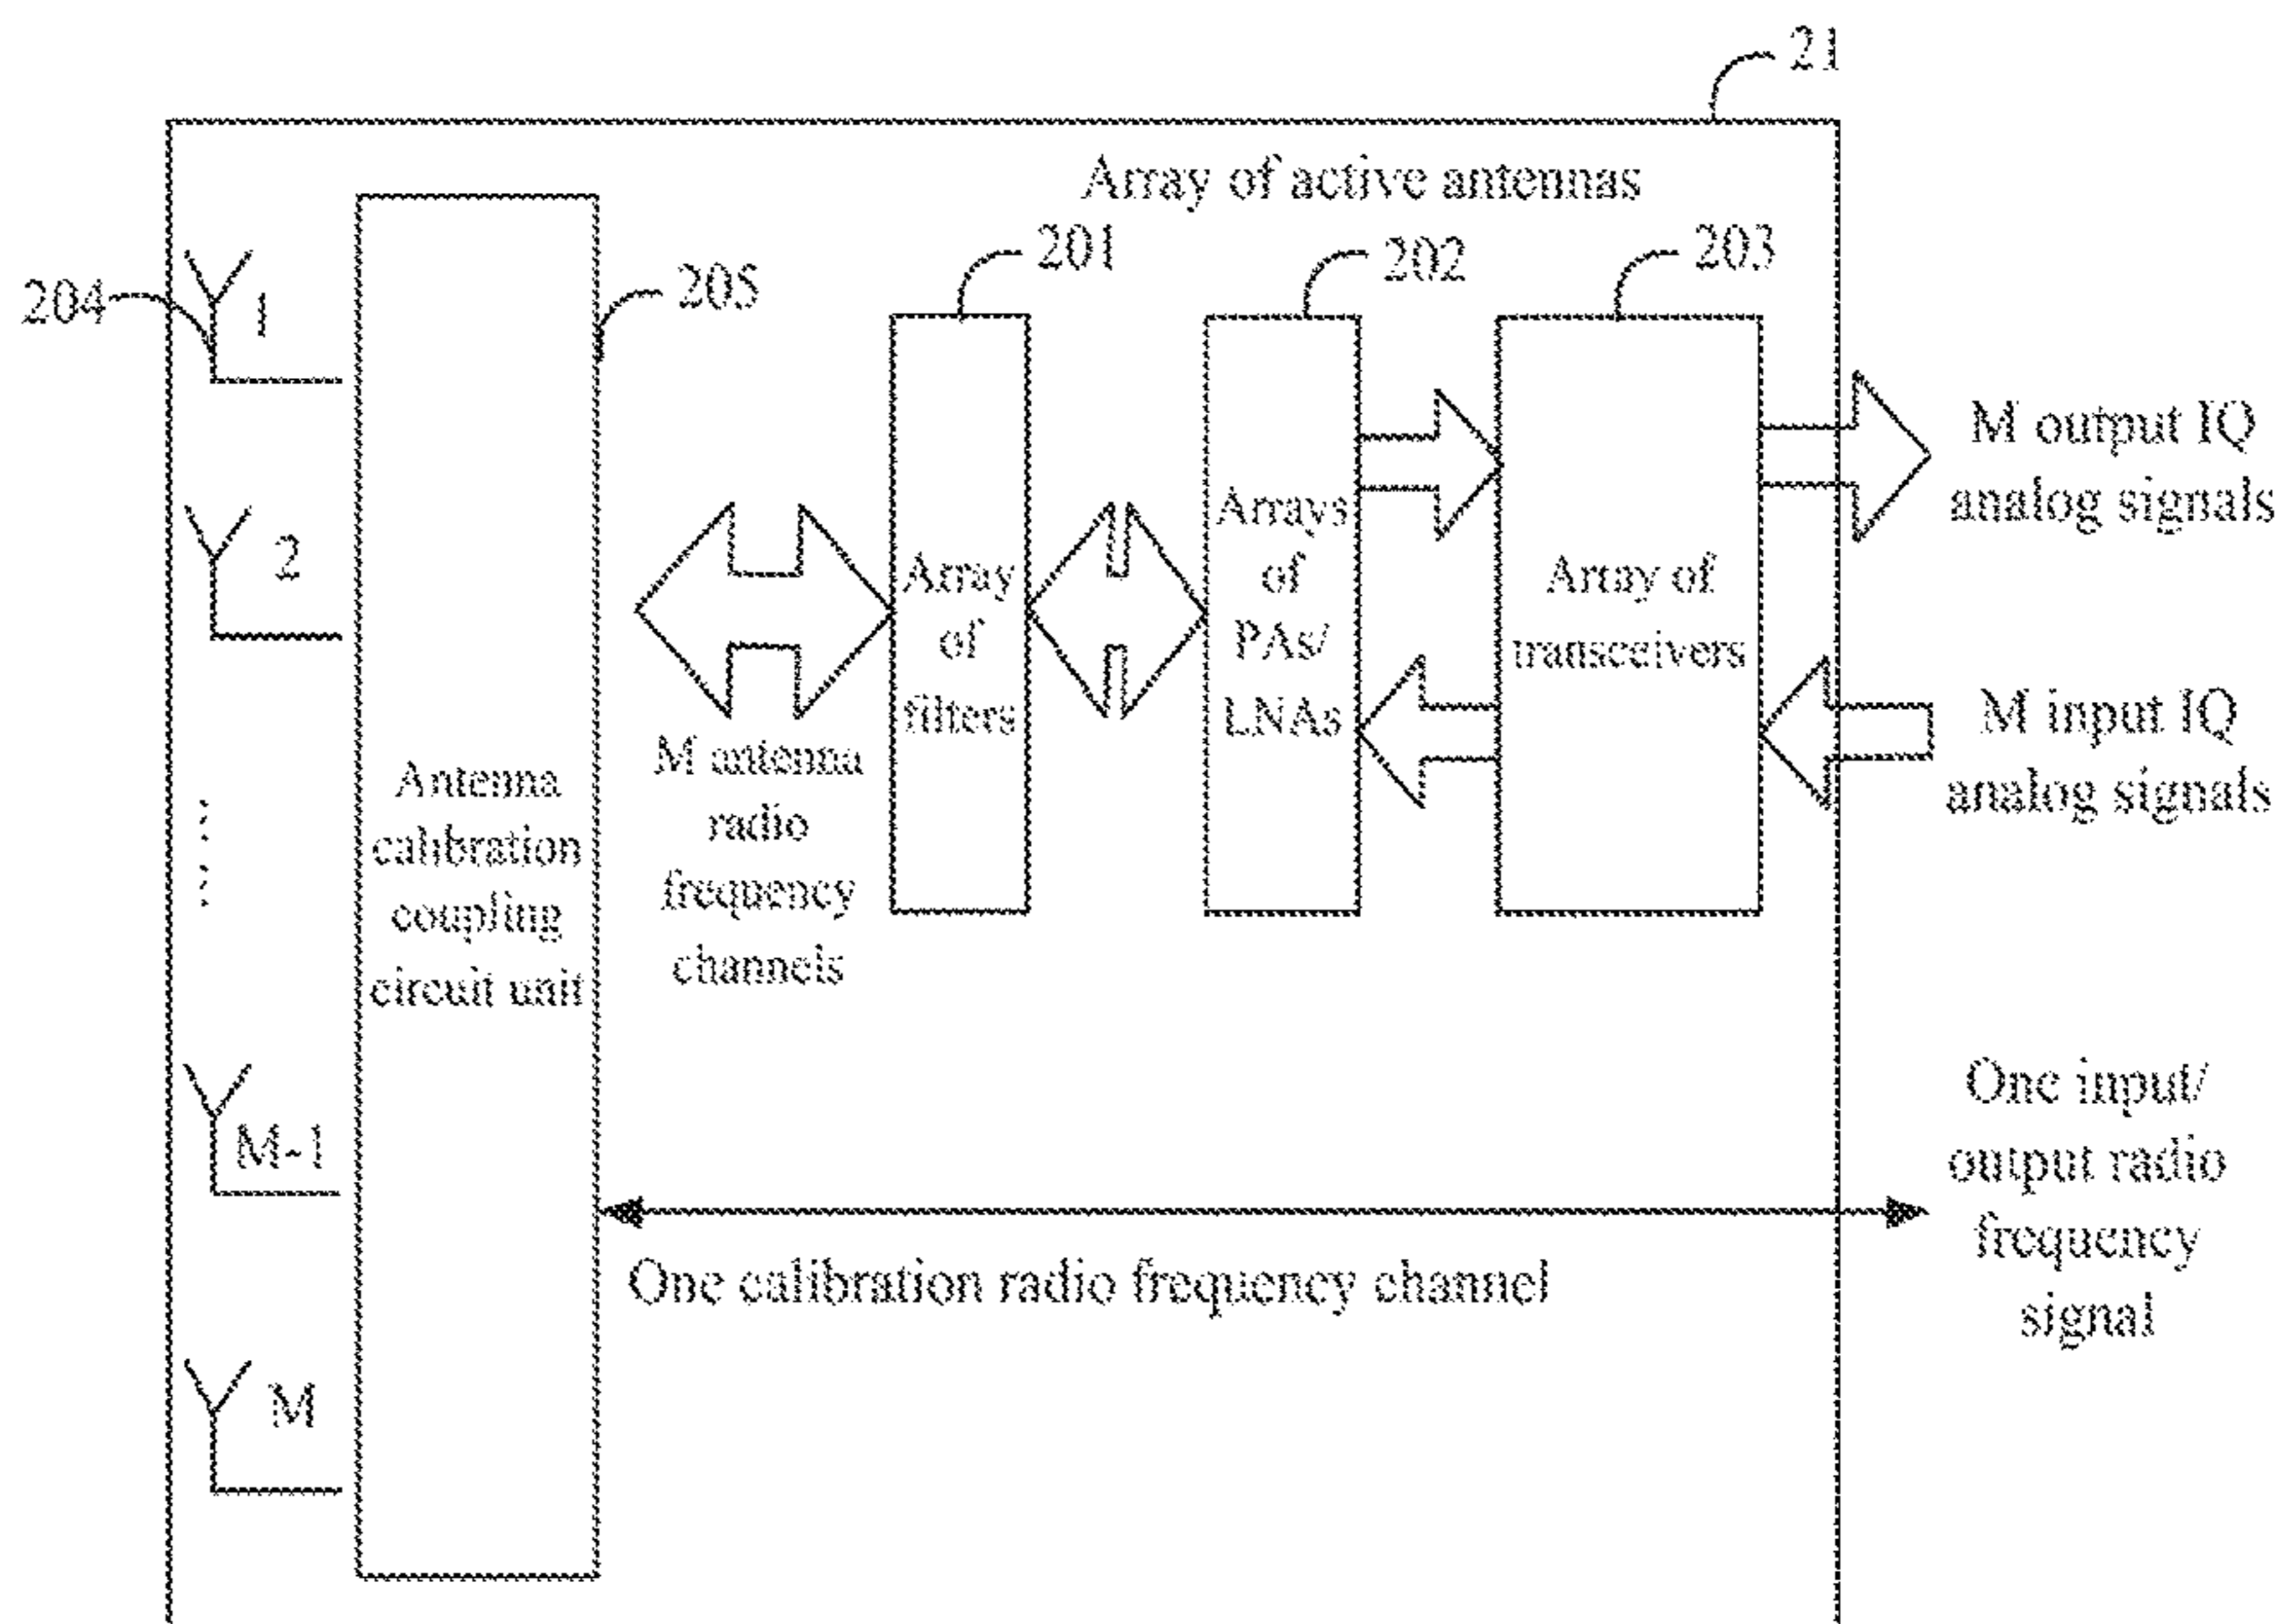 21
Array of active antennas
201
202
203
204
205
1
2
M-1
M
Antenna
calibration
coupling
circuit unit
M antenna
radio
frequency
channels
Array
of
filters
Arrays
of
PAs/
LNAs
Array of
transceivers
M output IQ
analog signals
M input IQ
analog signals
One input/
output radio
frequency
signal
One calibration radio frequency channel